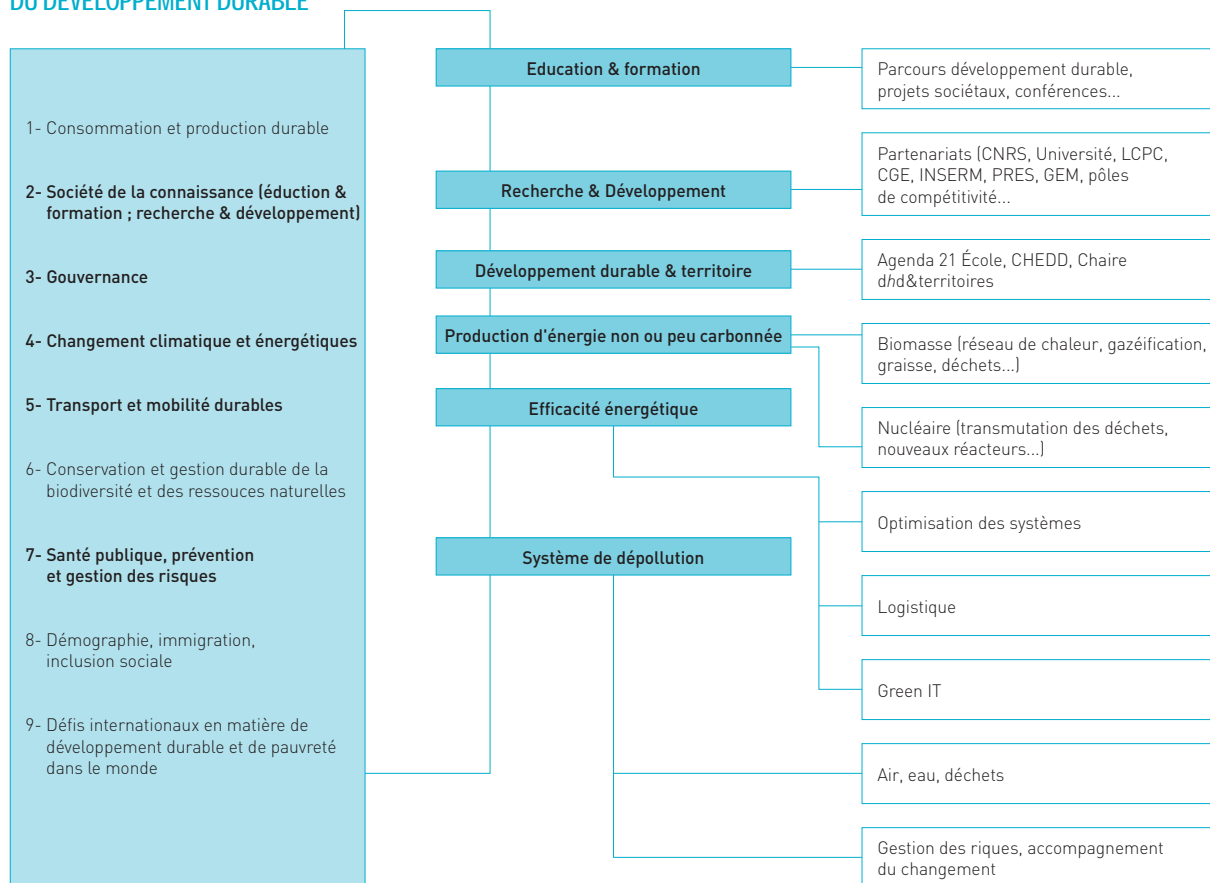 DU DÉVELOPPEMENT DURABLE
1- Consommation et production durable
2- Société de la connaissance (éduction &
formation ; recherche & développement)
3- Gouvernance
4- Changement climatique et énergétiques
5- Transport et mobilité durables
6- Conservation et gestion durable de la
biodiversité et des ressouces naturelles
7- Santé publique, prévention
et gestion des risques
8- Démographie, immigration,
inclusion sociale
9- Défis internationaux en matière de
développement durable et de pauvreté
dans le monde
Education & formation
Recherche & Développement
Développement durable & territoire
Production d'énergie non ou peu carbonnée
Efficacité énergétique
Système de dépollution
Parcours développement durable,
projets sociétaux, conférences...
Partenariats (CNRS, Université, LCPC,
CGE, INSERM, PRES, GEM, pôles
de compétitivité...
Agenda 21 École, CHEDD, Chaire
dhd&territoires
Biomasse (réseau de chaleur, gazéification,
graisse, déchets...)
Nucléaire (transmutation des déchets,
nouveaux réacteurs...)
Optimisation des systèmes
Logistique
Green IT
Air, eau, déchets
Gestion des riques, accompagnement
du changement